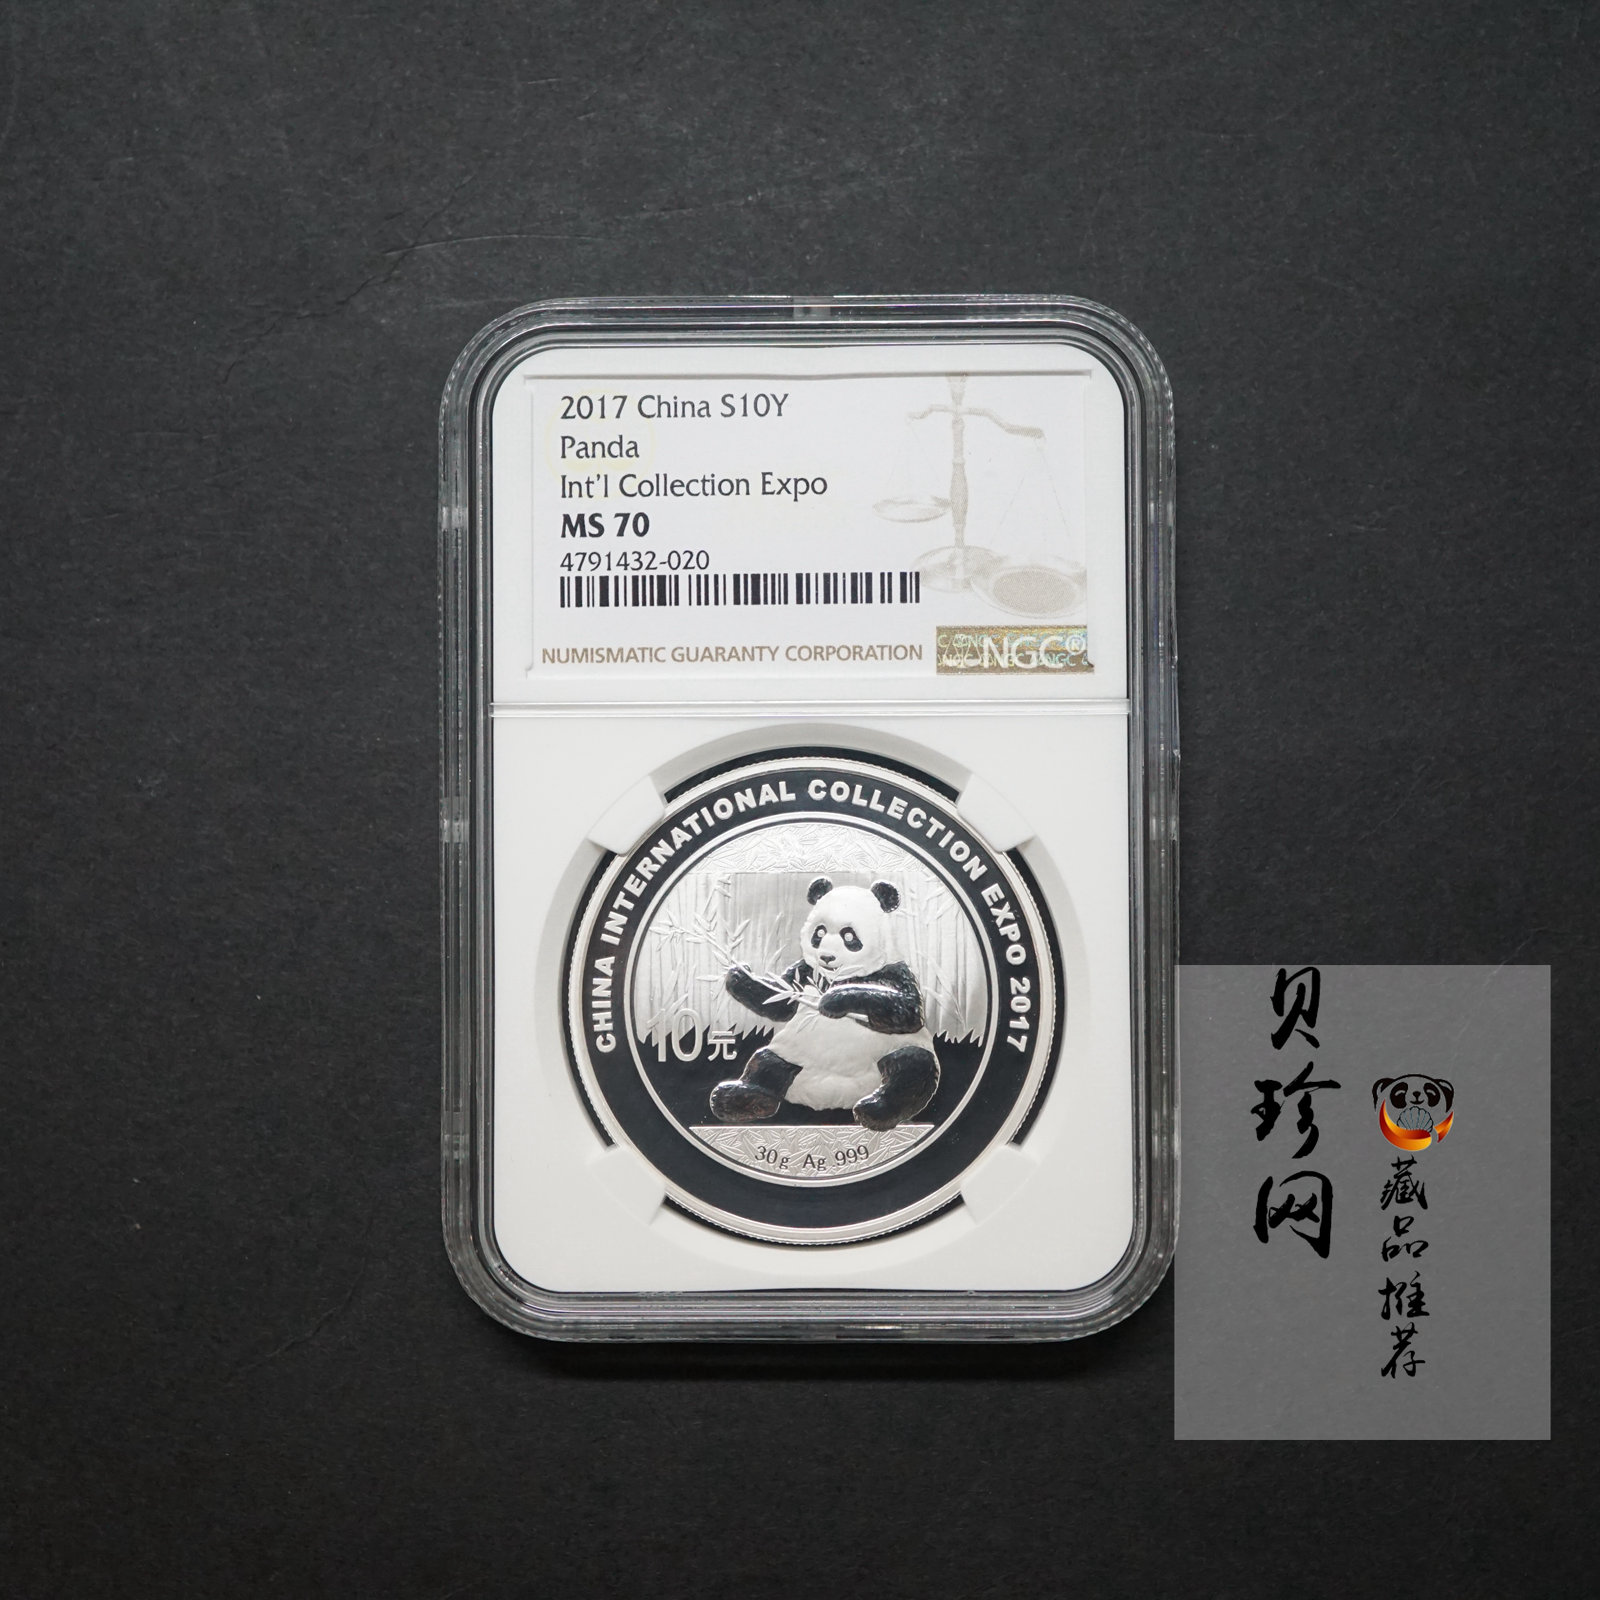 2017 China S10Y
Panda
Int'l Collection Expo
MS 70
4791432-020
NUMISMATIC GUARANTY CORPORATION
NGC®
CHINA INTERNATIONAL COLLECTION EXPO 2017
10元
30g Ag .999
贝珍网
藏品推荐